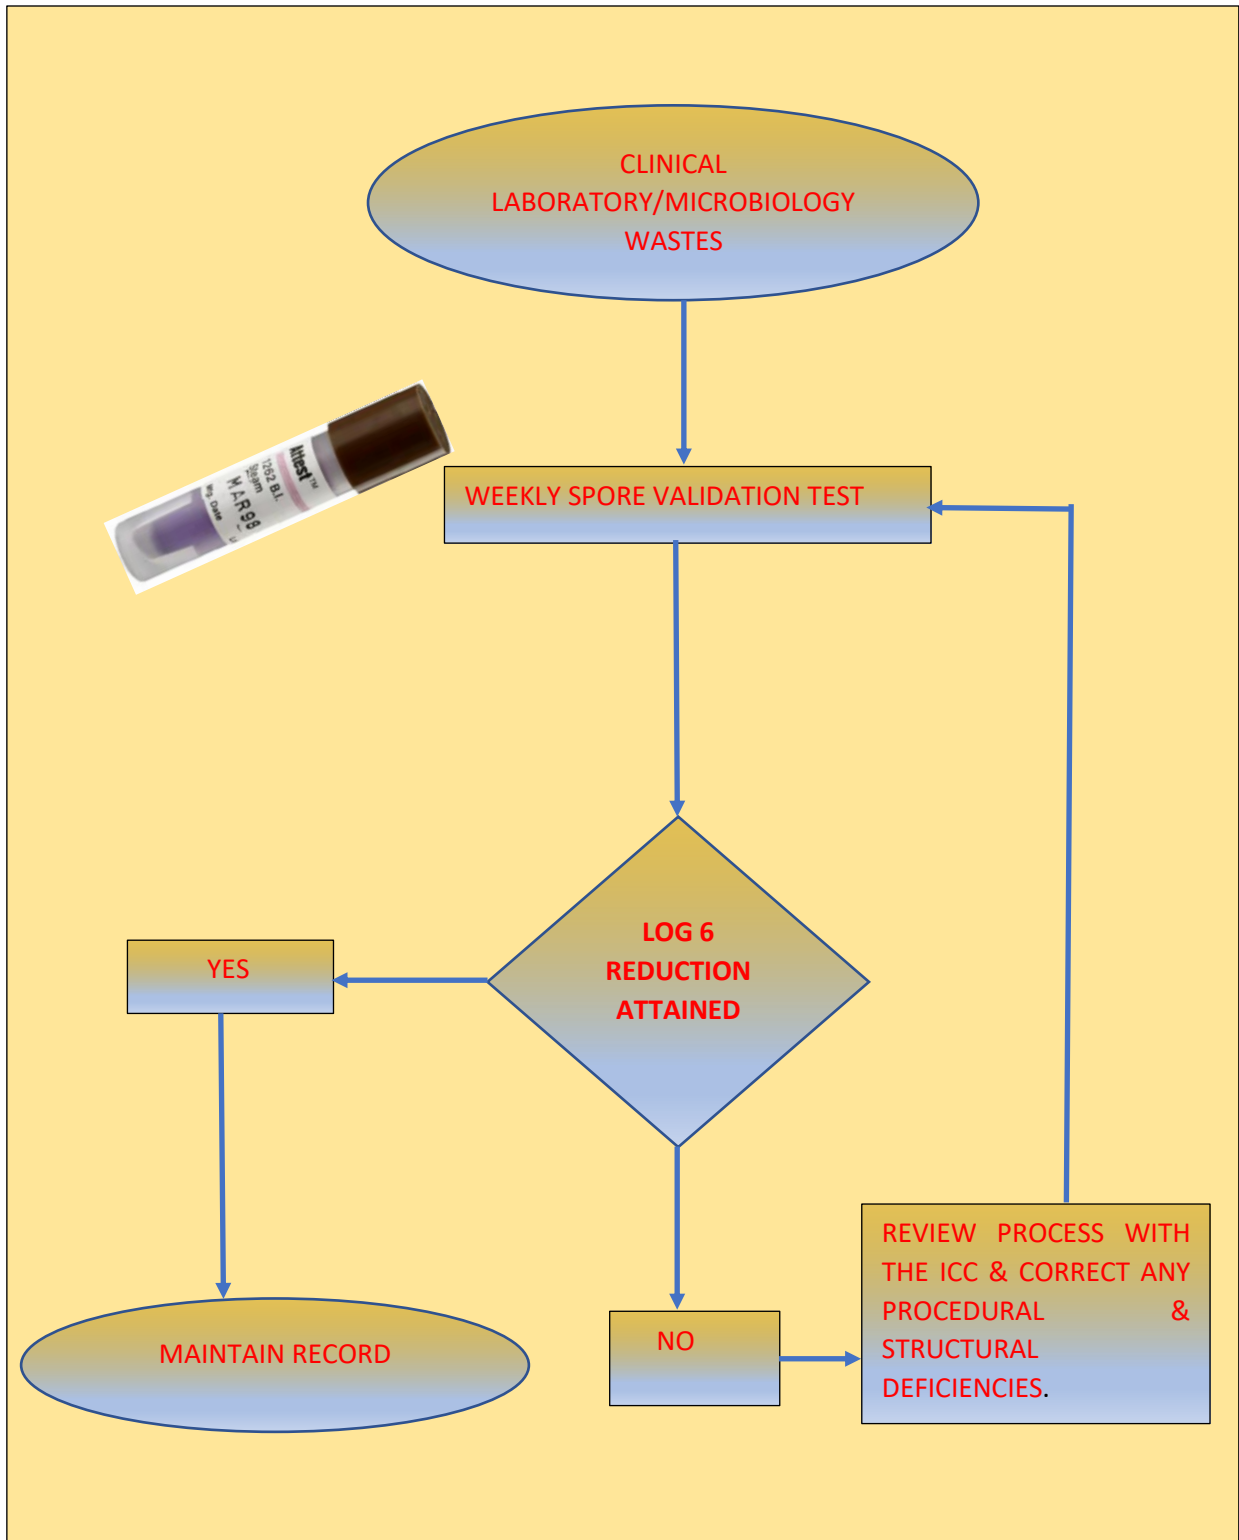 CLINICAL
LABORATORY/MICROBIOLOGY
WASTES
Attest™
1262 B.I.
Steam
MAR98
Mfg. Date
WEEKLY SPORE VALIDATION TEST
LOG 6
REDUCTION
ATTAINED
YES
NO
REVIEW PROCESS WITH
THE ICC & CORRECT ANY
PROCEDURAL &
STRUCTURAL
DEFICIENCIES.
MAINTAIN RECORD